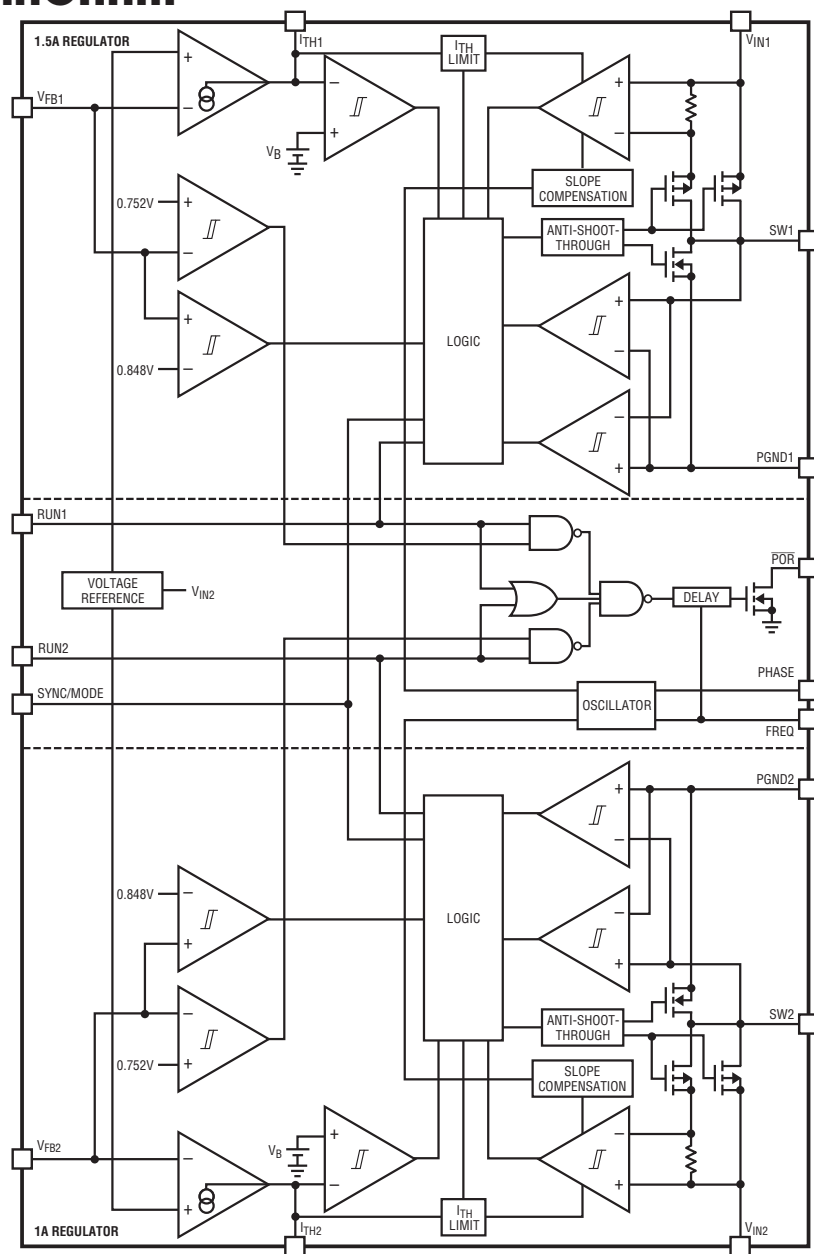 1.5A REGULATOR
ITH1
VIN1
ITH
LIMIT
+
−
VFB1
−
+
+
−
VB
SLOPE
COMPENSATION
0.752V
+
−
ANTI-SHOOT-
THROUGH
SW1
+
0.848V
−
LOGIC
+
−
−
+
PGND1
RUN1
POR
VOLTAGE
REFERENCE
VIN2
DELAY
RUN2
PHASE
SYNC/MODE
OSCILLATOR
FREQ
PGND2
+
−
0.848V
−
+
LOGIC
−
+
ANTI-SHOOT-
THROUGH
SW2
−
0.752V
+
SLOPE
COMPENSATION
VFB2
−
+
VB
+
−
−
+
ITH
LIMIT
1A REGULATOR
ITH2
VIN2